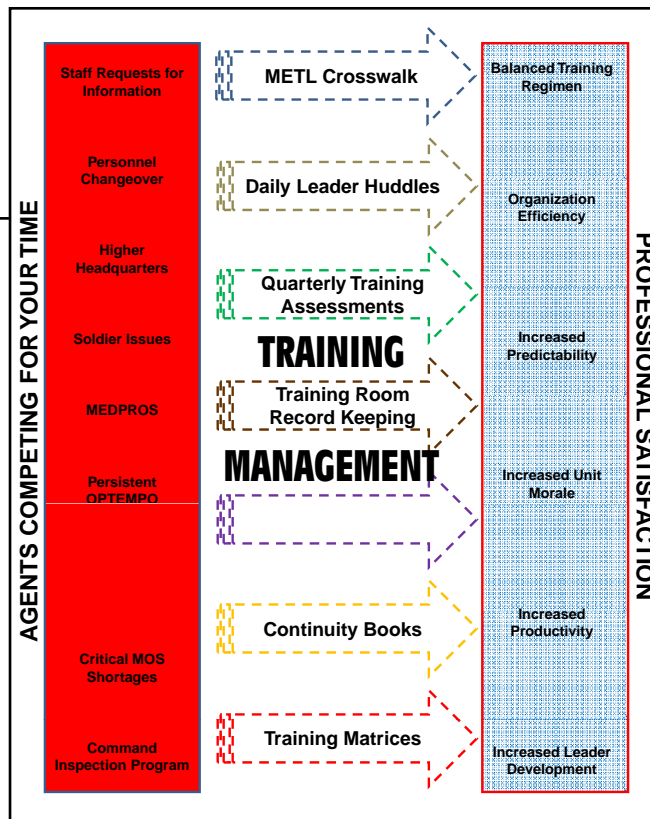 AGENTS COMPETING FOR YOUR TIME
Staff Requests for
Information
Personnel
Changeover
Higher
Headquarters
Soldier Issues
MEDPROS
Persistent
OPTEMPO
Critical MOS
Shortages
Command
Inspection Program
METL Crosswalk
Daily Leader Huddles
Quarterly Training
Assessments
TRAINING
Training Room
Record Keeping
MANAGEMENT
Continuity Books
Training Matrices
Balanced Training
Regimen
Organization
Efficiency
Increased
Predictability
Increased Unit
Morale
Increased
Productivity
Increased Leader
Development
PROFESSIONAL SATISFACTION